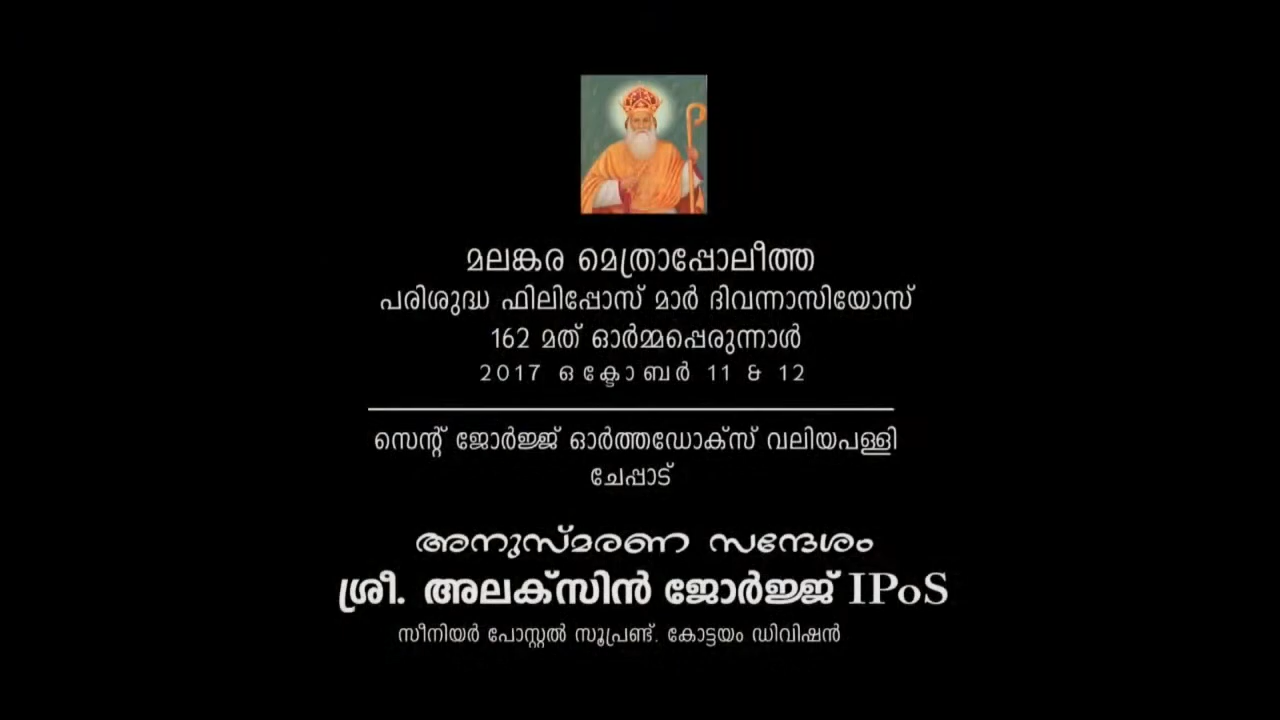 മലങ്കര മെത്രാപ്പോലീത്ത
പരിശുദ്ധ ഫിലിപ്പോസ് മാർ ദിവന്നാസിയോസ്
162 മത് ഓർമ്മപ്പെരുന്നാൾ
2017 ഒക്ടോബർ 11 & 12
സെന്റ് ജോർജ്ജ് ഓർത്തഡോക്സ് വലിയപള്ളി
ചേപ്പാട്
അനുസ്മരണ സന്ദേശം
ശ്രീ. അലക്സിൻ ജോർജ്ജ് IPoS
സീനിയർ പോസ്റ്റൽ സൂപ്രണ്ട്. കോട്ടയം ഡിവിഷൻ